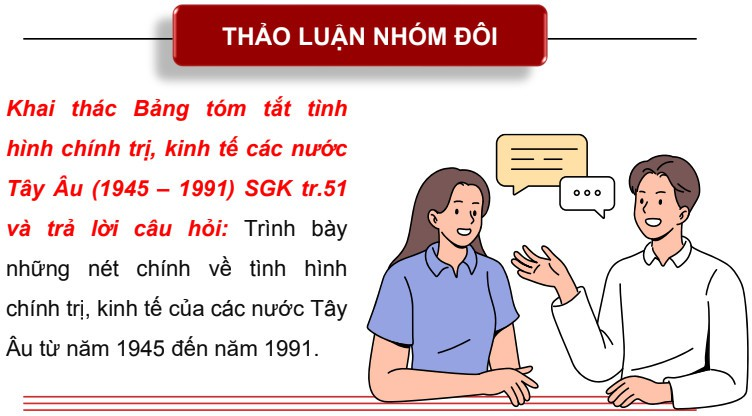 THẢO LUẬN NHÓM ĐÔI
Khai thác Bảng tóm tắt tình
hình chính trị, kinh tế các nước
Tây Âu (1945 – 1991) SGK tr.51
và trả lời câu hỏi: Trình bày
những nét chính về tình hình
chính trị, kinh tế của các nước Tây
Âu từ năm 1945 đến năm 1991.